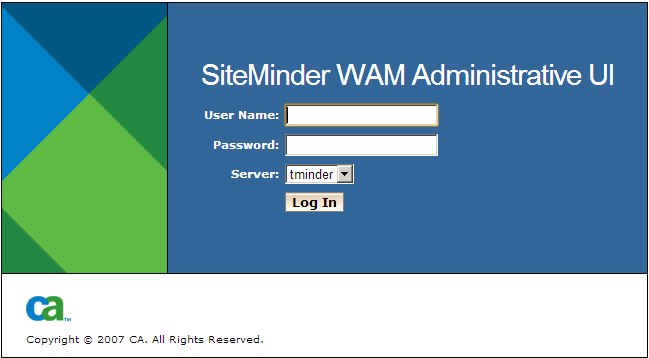 SiteMinder WAM Administrative UI
User Name:
Password:
Server: tminder
Log In
ca™
Copyright © 2007 CA. All Rights Reserved.